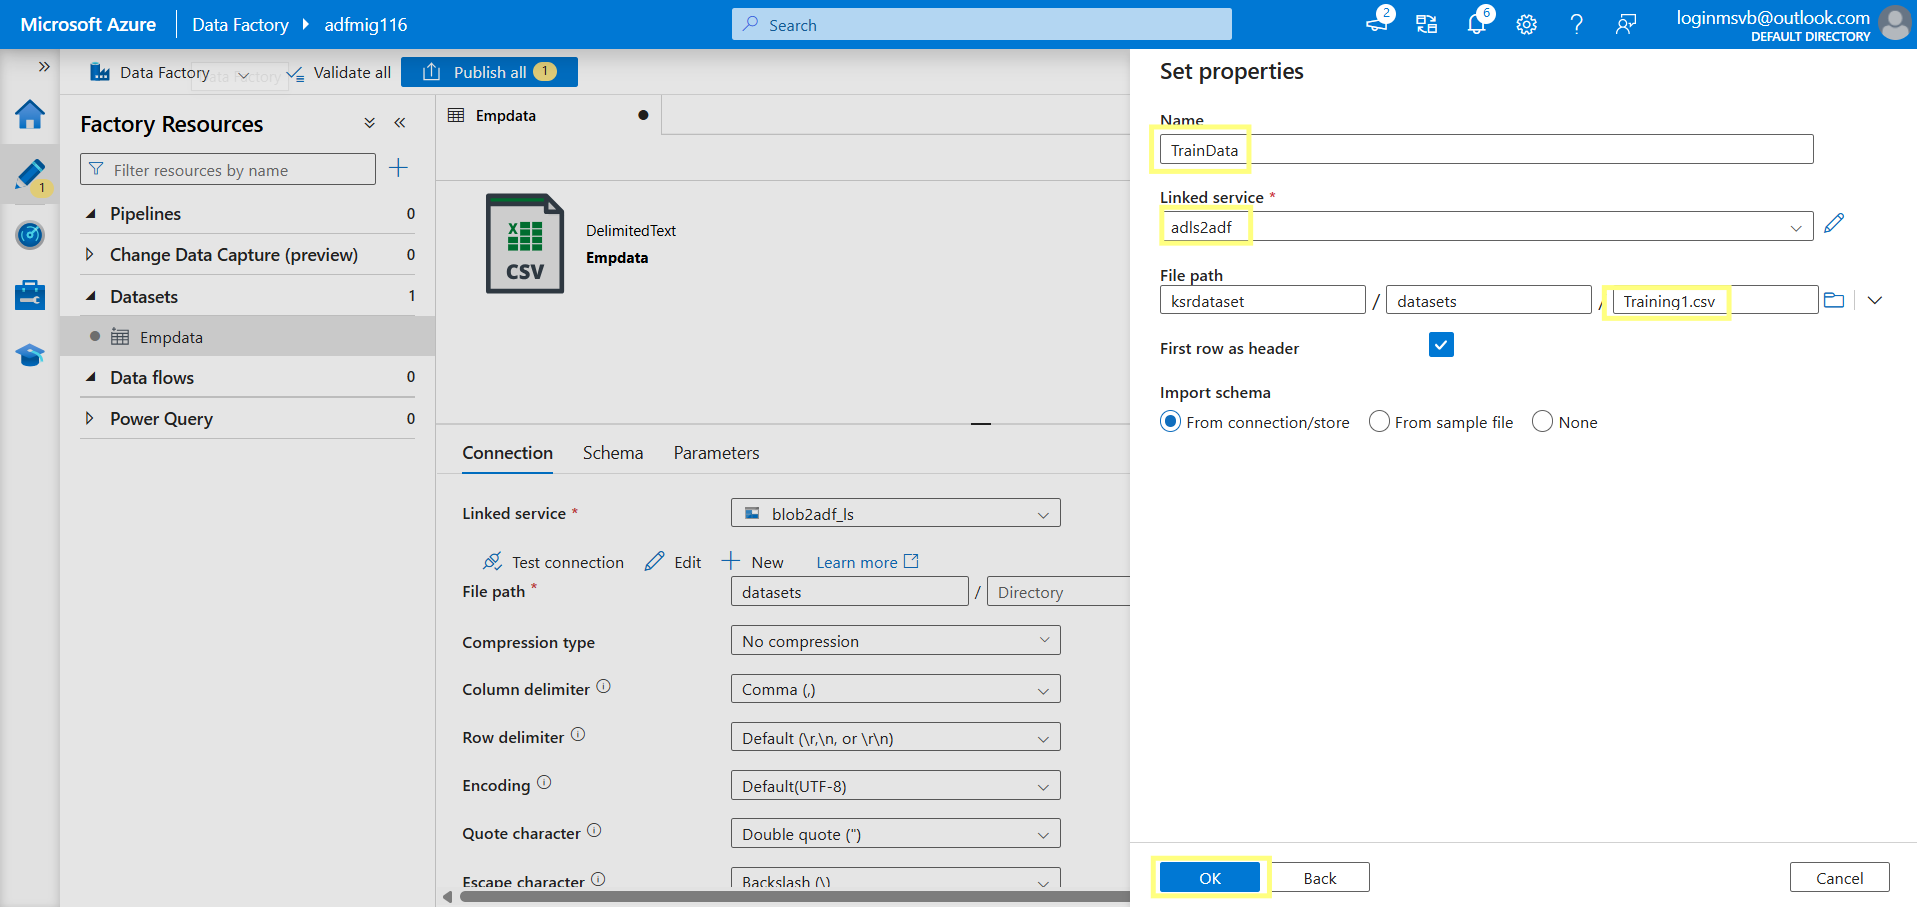 Microsoft Azure
Data Factory
adfmig116
Search
2
6
loginmsvb@outlook.com
DEFAULT DIRECTORY
Data Factory
Data Factory
Validate all
Publish all
1
1
Factory Resources
Filter resources by name
Pipelines 0
Change Data Capture (preview) 0
Datasets 1
Empdata
Data flows 0
Power Query 0
Empdata
CSV
DelimitedText
Empdata
Connection Schema Parameters
Linked service *
blob2adf_ls
Test connection
Edit
New
Learn more
File path *
datasets / Directory
Compression type
No compression
Column delimiter
Comma (,)
Row delimiter
Default (\r,\n, or \r\n)
Encoding
Default(UTF-8)
Quote character
Double quote (")
Escape character
Backslash (\)
Set properties
Name
TrainData
Linked service *
adls2adf
File path
ksrdataset / datasets / Training1.csv
First row as header
Import schema
From connection/store
From sample file
None
OK
Back
Cancel